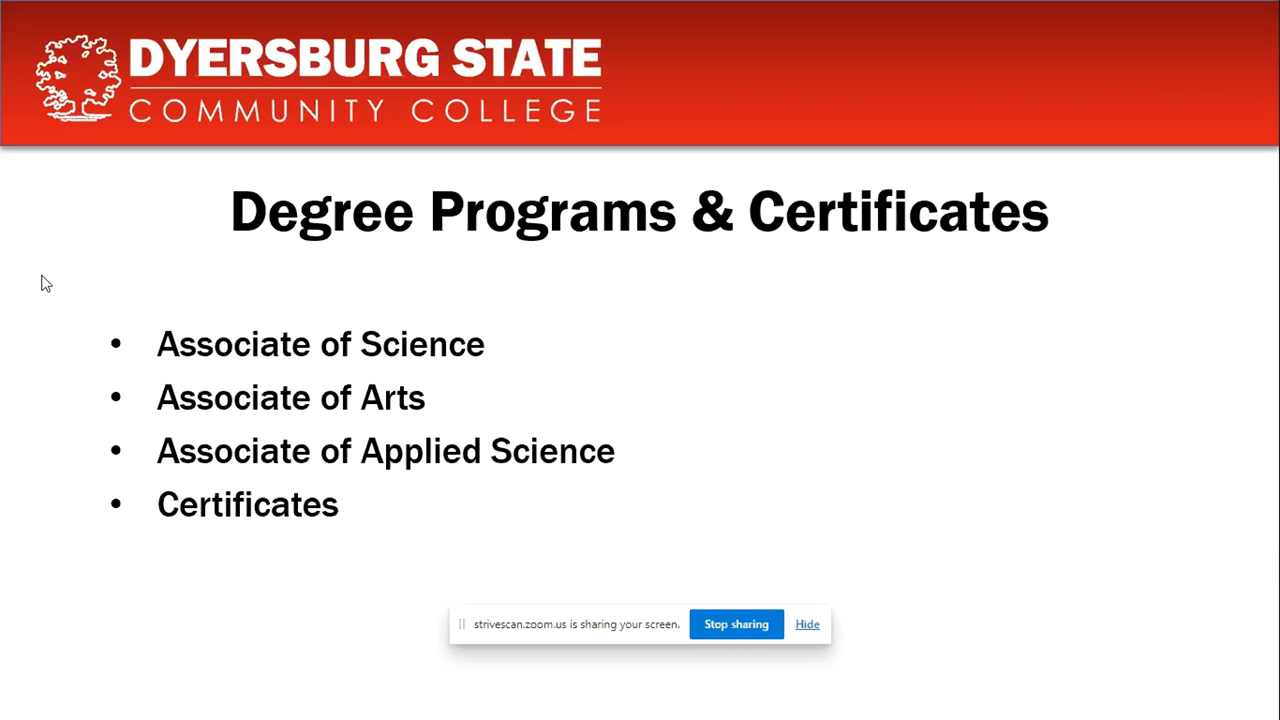 DYERSBURG STATE
COMMUNITY COLLEGE
Degree Programs & Certificates
• Associate of Science
• Associate of Arts
• Associate of Applied Science
• Certificates
strivescan.zoom.us is sharing your screen. Stop sharing Hide